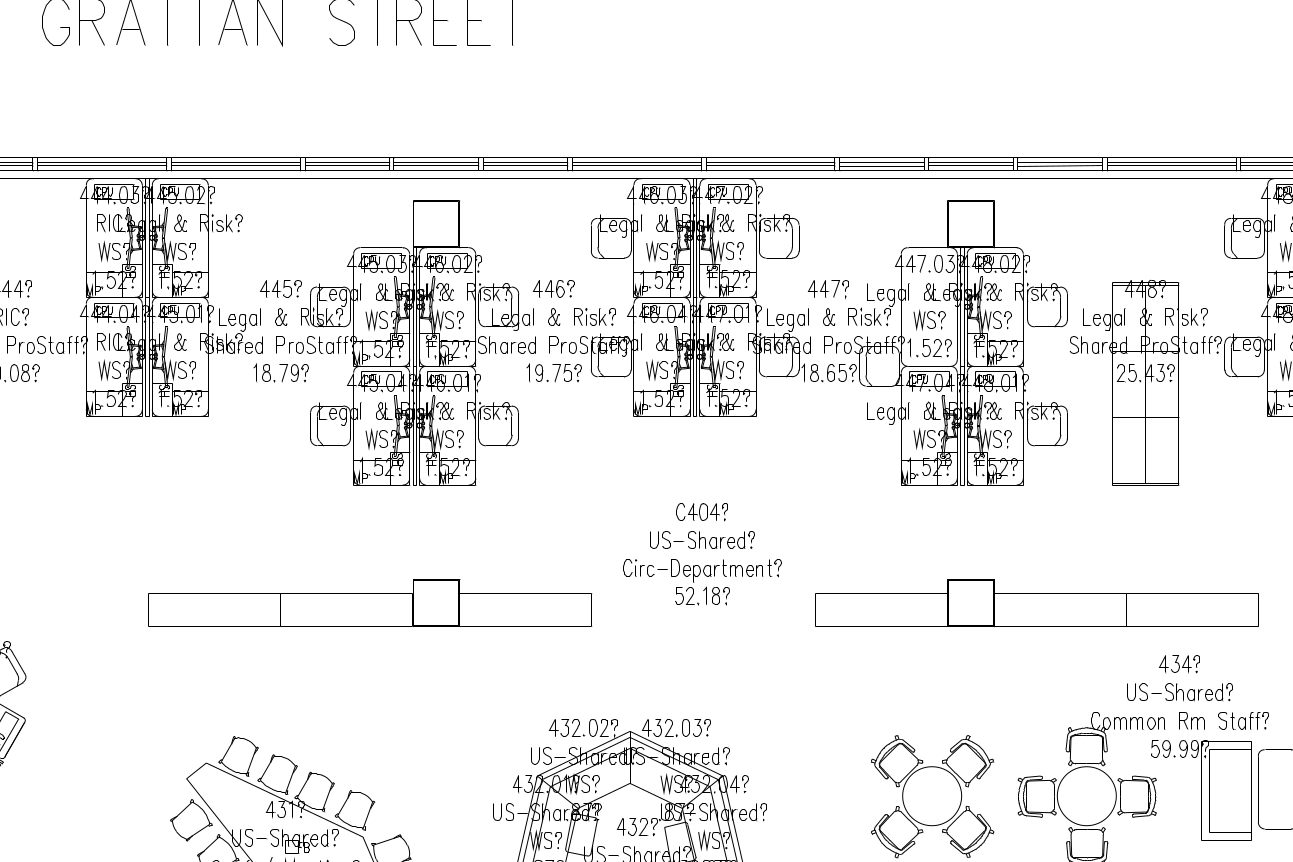 GRATTAN STREET
444.03?
445.02?
RIC?
Legal & Risk?
WS?
WS?
1.52?
1.52?
444.04?
445.01?
RIC?
Legal & Risk?
WS?
WS?
1.52?
1.52?
44?
RIC?
ProStaff?
.08?
445?
Legal & Risk?
Shared ProStaff?
18.79?
445.03?
446.02?
Legal & Risk?
Legal & Risk?
WS?
WS?
1.52?
1.52?
445.04?
446.01?
Legal & Risk?
Legal & Risk?
WS?
WS?
1.52?
1.52?
446?
Legal & Risk?
Shared ProStaff?
19.75?
446.03?
447.02?
Legal & Risk?
Legal & Risk?
WS?
WS?
1.52?
1.52?
446.04?
447.01?
Legal & Risk?
Legal & Risk?
WS?
WS?
1.52?
1.52?
447?
Legal & Risk?
Shared ProStaff?
18.65?
447.03?
448.02?
Legal & Risk?
Legal & Risk?
WS?
WS?
1.52?
1.52?
447.04?
448.01?
Legal & Risk?
Legal & Risk?
WS?
WS?
1.52?
1.52?
448?
Legal & Risk?
Shared ProStaff?
25.43?
Legal &
WS?
Legal &
WS?
C404?
US-Shared?
Circ-Department?
52.18?
434?
US-Shared?
Common Rm Staff?
59.99?
432.02?
432.03?
US-Shared?
US-Shared?
WS?
WS?
432.01?
432.04?
US-Shared?
US-Shared?
WS?
WS?
432?
US-Shared?
431?
US-Shared?